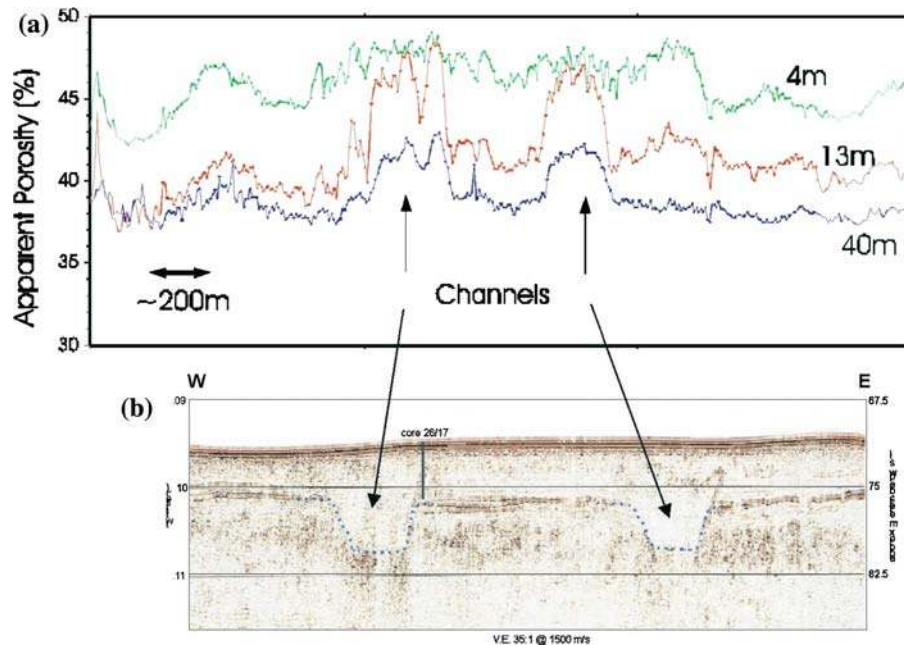 (a)
50
45
40
35
30
Apparent Porosity (%)
4m
13m
40m
~200m
Channels
W
E
(b)
.09
.10
.11
67.5
75
82.5
core 26/17
V.E. 35:1 @ 1500 m/s